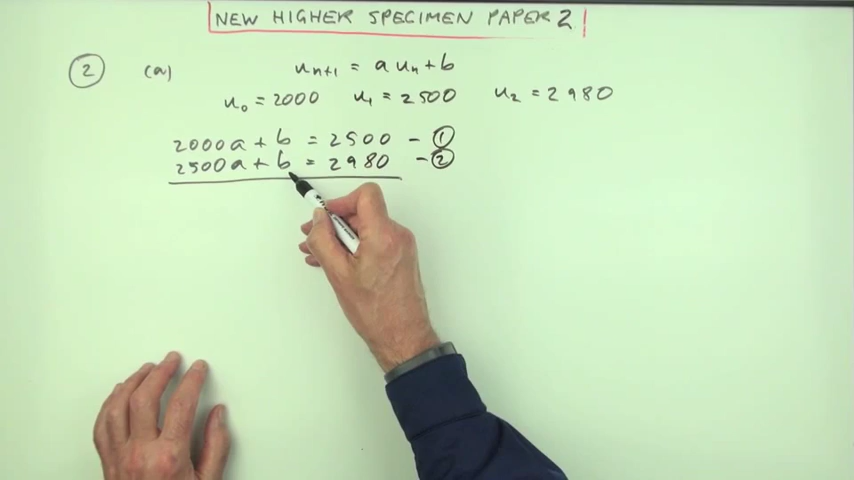 NEW HIGHER SPECIMEN PAPER 2
② (a) uₙ₊₁ = a uₙ + b
u₀ = 2000 u₁ = 2500 u₂ = 2980
2000a + b = 2500 - ①
2500a + b = 2980 - ②